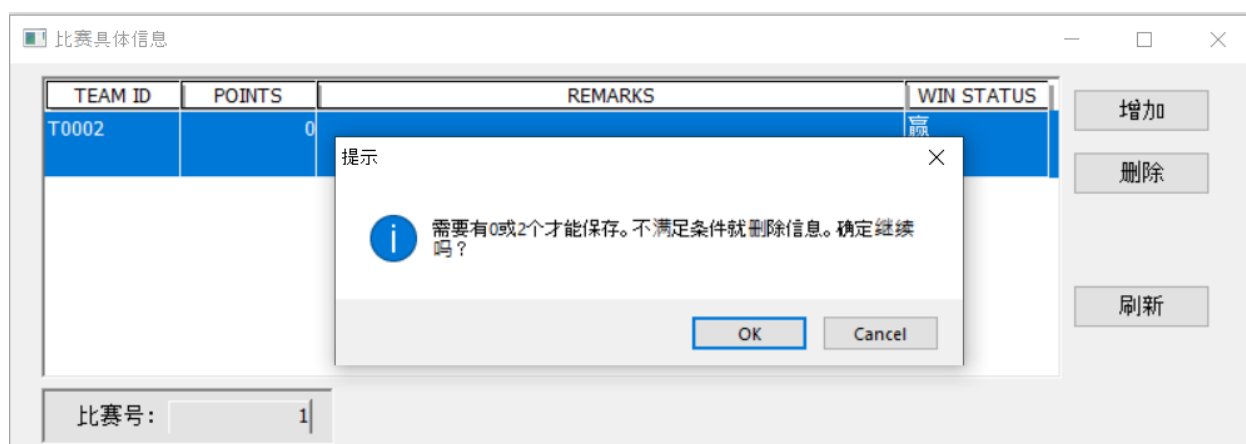 比赛具体信息
TEAM ID POINTS REMARKS WIN STATUS
T0002 0 赢
增加
删除
提示
需要有0或2个才能保存。不满足条件就删除信息。确定继续
吗？
刷新
OK Cancel
比赛号： 1